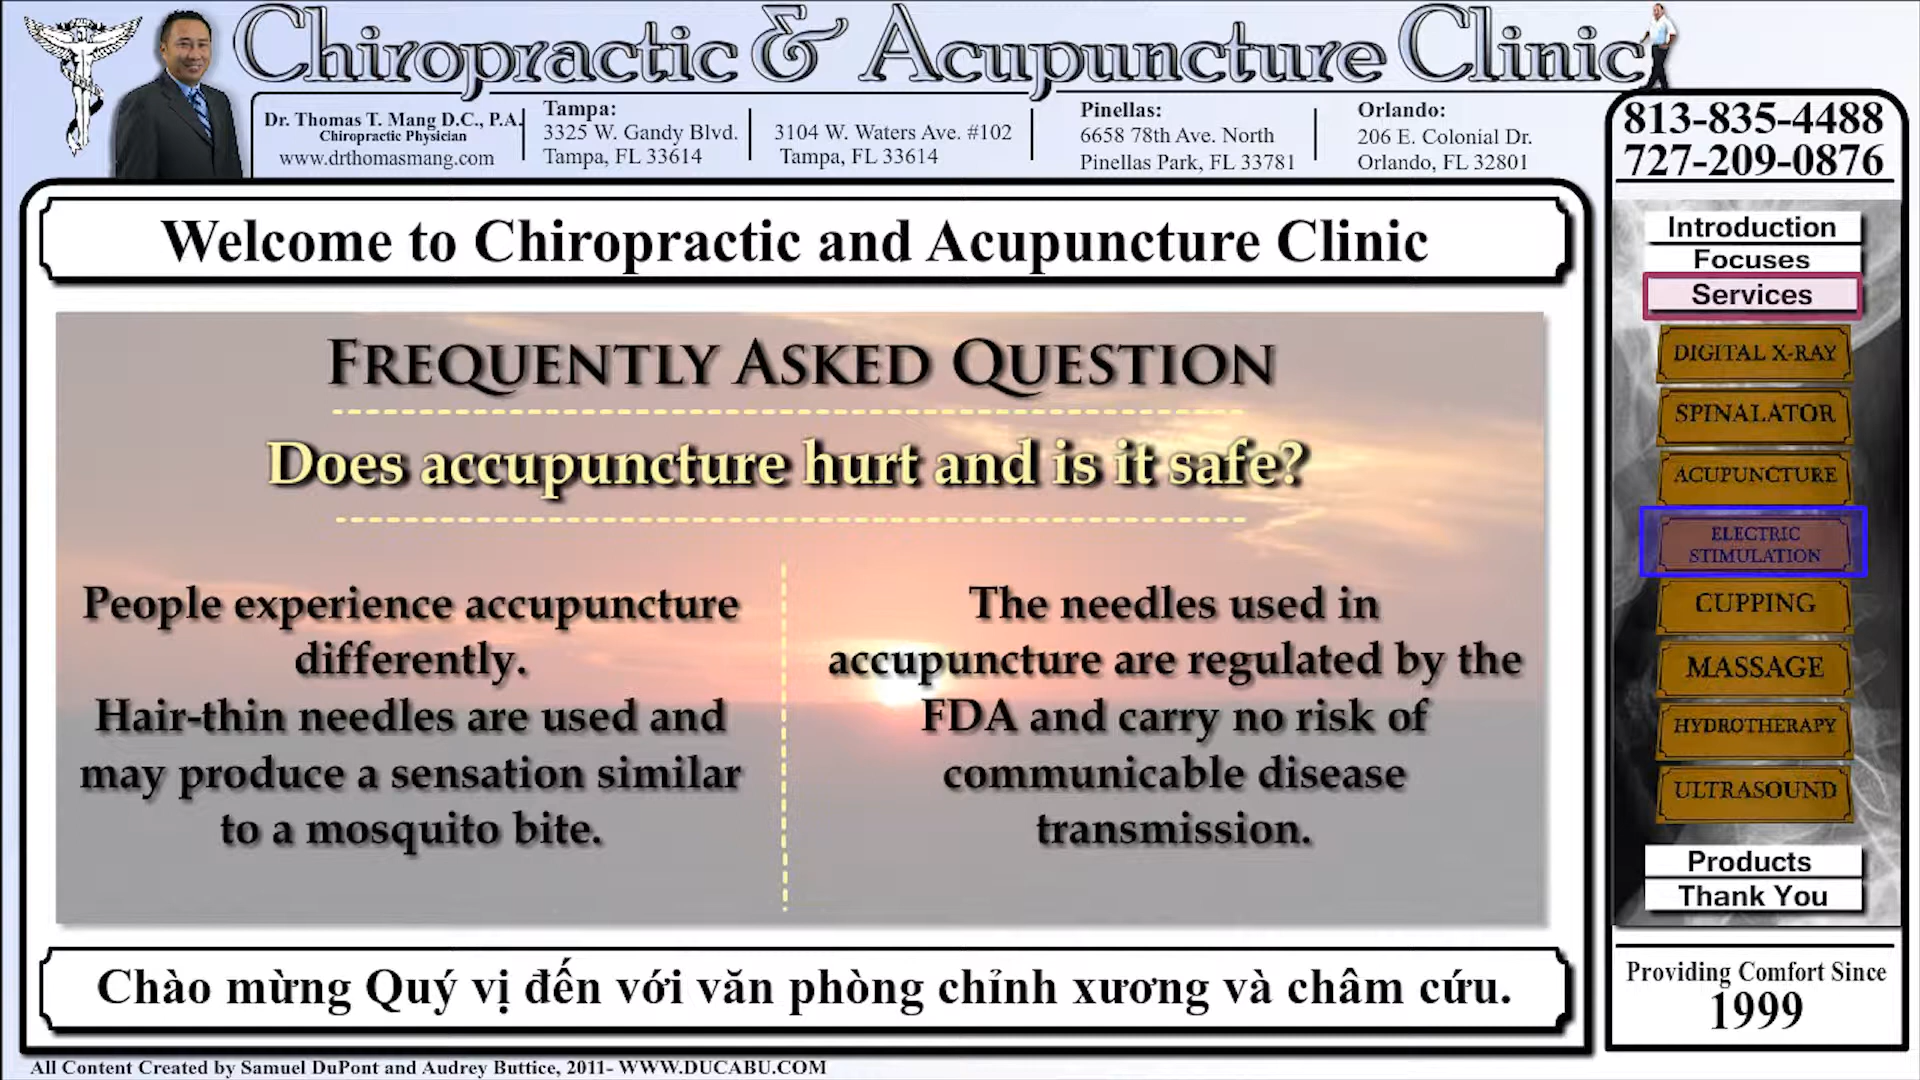 Chiropractic & Acupuncture Clinic
Dr. Thomas T. Mang D.C., P.A.
Chiropractic Physician
www.drthomasmang.com
Tampa:
3325 W. Gandy Blvd.
Tampa, FL 33614
3104 W. Waters Ave. #102
Tampa, FL 33614
Pinellas:
6658 78th Ave. North
Pinellas Park, FL 33781
Orlando:
206 E. Colonial Dr.
Orlando, FL 32801
813-835-4488
727-209-0876
Welcome to Chiropractic and Acupuncture Clinic
FREQUENTLY ASKED QUESTION
Does accupuncture hurt and is it safe?
People experience accupuncture
differently.
Hair-thin needles are used and
may produce a sensation similar
to a mosquito bite.
The needles used in
accupuncture are regulated by the
FDA and carry no risk of
communicable disease
transmission.
Introduction
Focuses
Services
DIGITAL X-RAY
SPINALATOR
ACUPUNCTURE
ELECTRIC
STIMULATION
CUPPING
MASSAGE
HYDROTHERAPY
ULTRASOUND
Products
Thank You
Providing Comfort Since
1999
Chào mừng Quý vị đến với văn phòng chỉnh xương và châm cứu.
All Content Created by Samuel DuPont and Audrey Buttice, 2011- WWW.DUCABU.COM